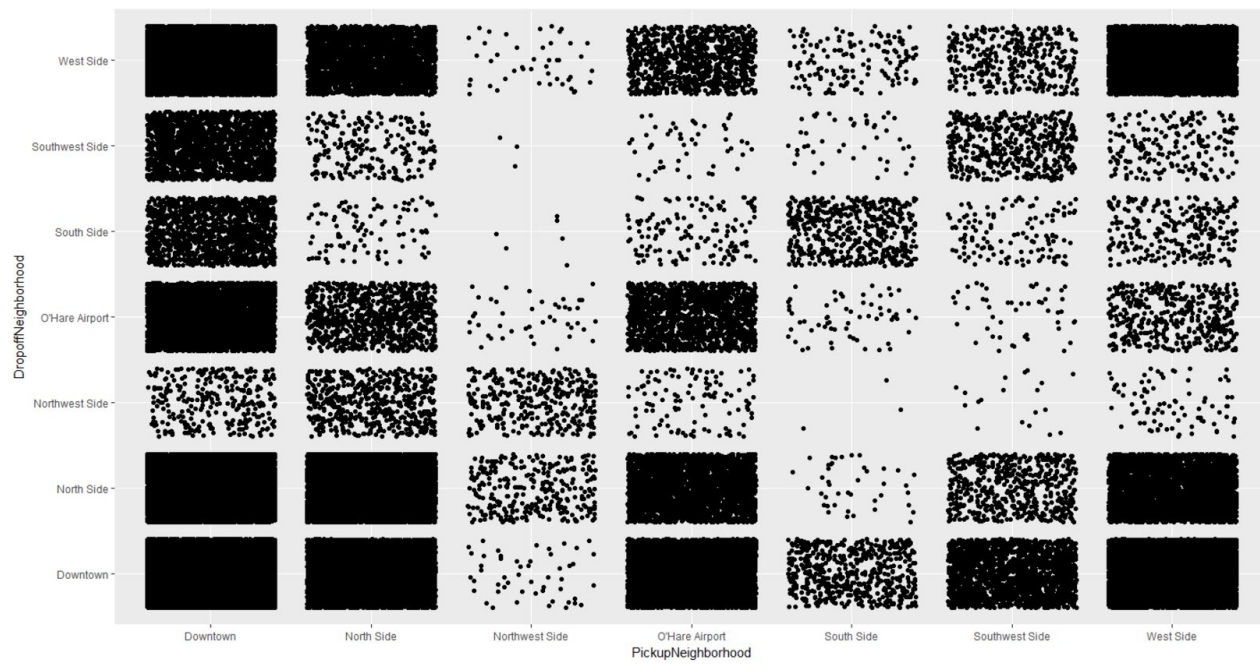 West Side
Southwest Side
South Side
O'Hare Airport
Northwest Side
North Side
Downtown
DropoffNeighborhood
Downtown North Side Northwest Side O'Hare Airport South Side Southwest Side West Side
PickupNeighborhood